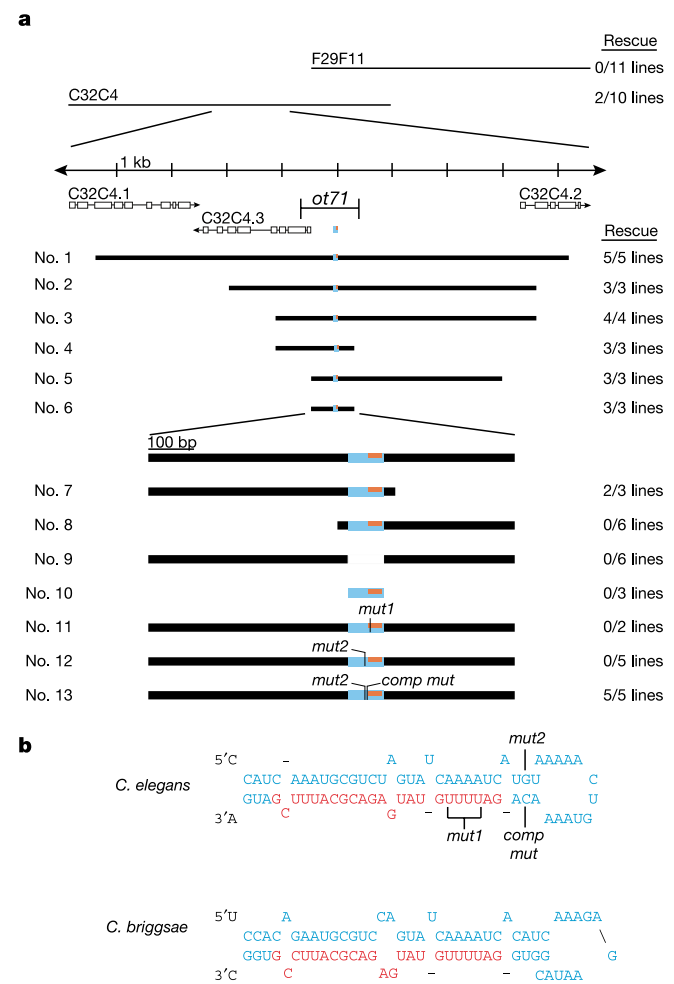 a
Rescue
F29F11
0/11 lines
C32C4
2/10 lines
1 kb
C32C4.1
ot71
C32C4.2
C32C4.3
Rescue
No. 1
5/5 lines
No. 2
3/3 lines
No. 3
4/4 lines
No. 4
3/3 lines
No. 5
3/3 lines
No. 6
3/3 lines
100 bp
No. 7
2/3 lines
No. 8
0/6 lines
No. 9
0/6 lines
No. 10
0/3 lines
mut1
No. 11
0/2 lines
mut2
No. 12
0/5 lines
mut2 comp mut
No. 13
5/5 lines
b
mut2
5′C – A U A AAAAA
C. elegans
CAUC AAAUGCGUCU GUA CAAAAUC UGU C
GUAG UUUACGCAGA UAU GUUUUAG ACA U
3′A C G – – AAAUG
mut1
comp
mut
C. briggsae
5′U A CA U A AAAGA
CCAC GAAUGCGUC GUA CAAAAUC CAUC
GGUG CUUACGCAG UAU GUUUUAG GUGG G
3′C C AG – – CAUAA